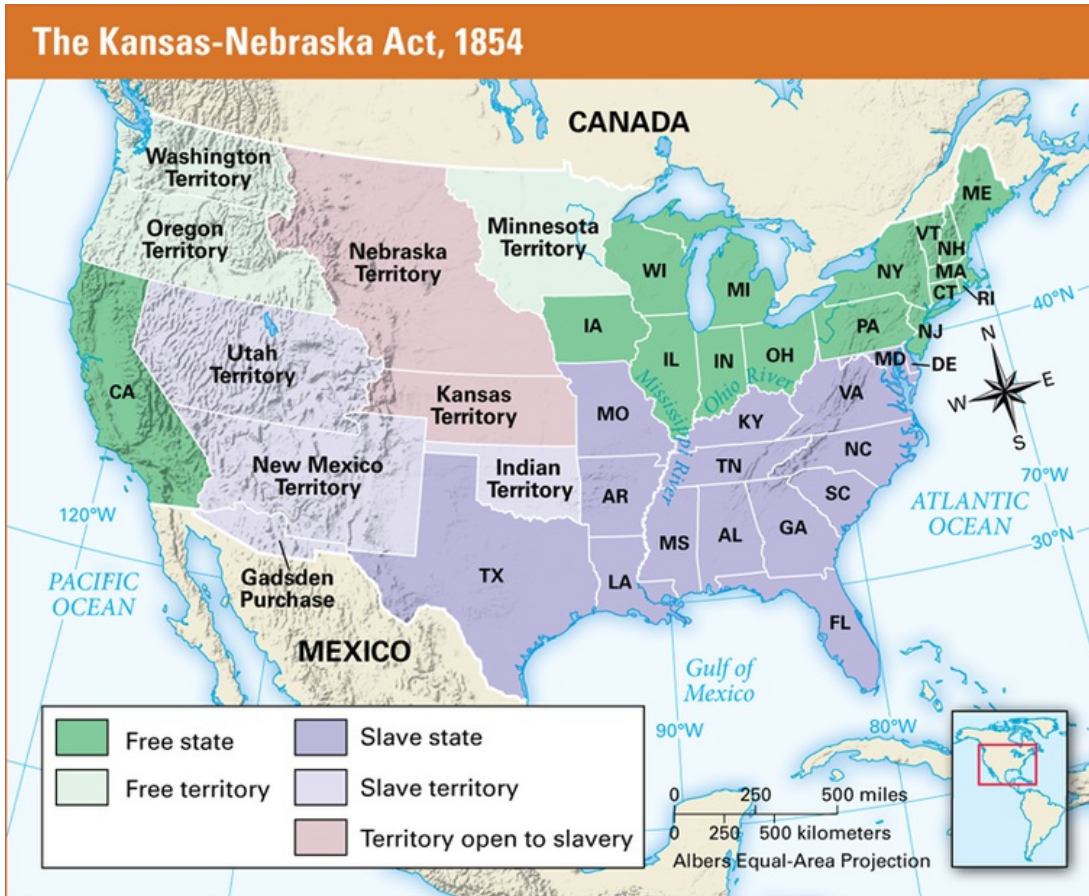 The Kansas-Nebraska Act, 1854
CANADA
Washington
Territory
Oregon
Territory
Nebraska
Territory
Minnesota
Territory
ME
VT
NH
NY
MA
CT
RI
WI
MI
IA
PA
NJ
40°N
N
E
W
S
IL
IN
OH
MD
DE
Utah
Territory
CA
Kansas
Territory
MO
Mississippi River
Ohio River
KY
VA
New Mexico
Territory
Indian
Territory
TN
NC
AR
SC
70°W
120°W
ATLANTIC
OCEAN
MS
AL
GA
30°N
PACIFIC
OCEAN
Gadsden
Purchase
TX
LA
FL
MEXICO
Gulf of
Mexico
90°W
80°W
Free state
Free territory
Slave state
Slave territory
Territory open to slavery
0 250 500 miles
0 250 500 kilometers
Albers Equal-Area Projection